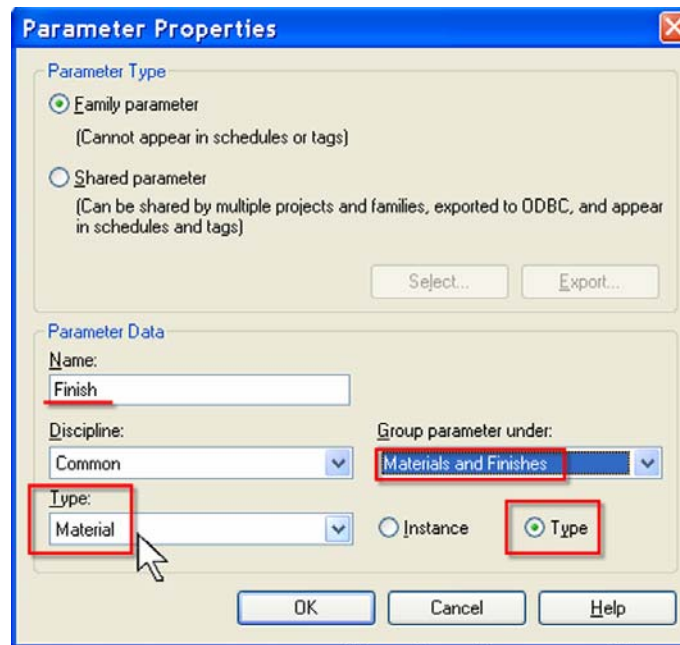 Parameter Properties
Parameter Type
Family parameter
(Cannot appear in schedules or tags)
Shared parameter
(Can be shared by multiple projects and families, exported to ODBC, and appear
in schedules and tags)
Select...
Export...
Parameter Data
Name:
Finish
Discipline:
Group parameter under:
Common
Materials and Finishes
Type:
Material
Instance
Type
OK
Cancel
Help